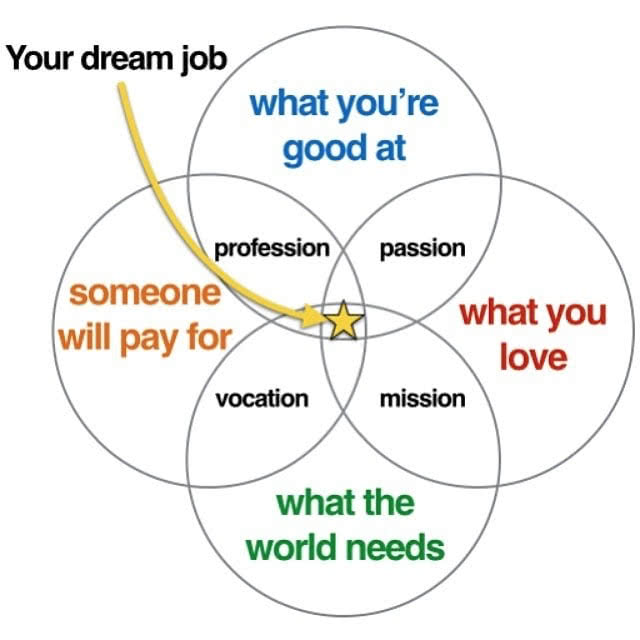 Your dream job
what you're
good at
profession
passion
someone
will pay for
what you
love
vocation
mission
what the
world needs